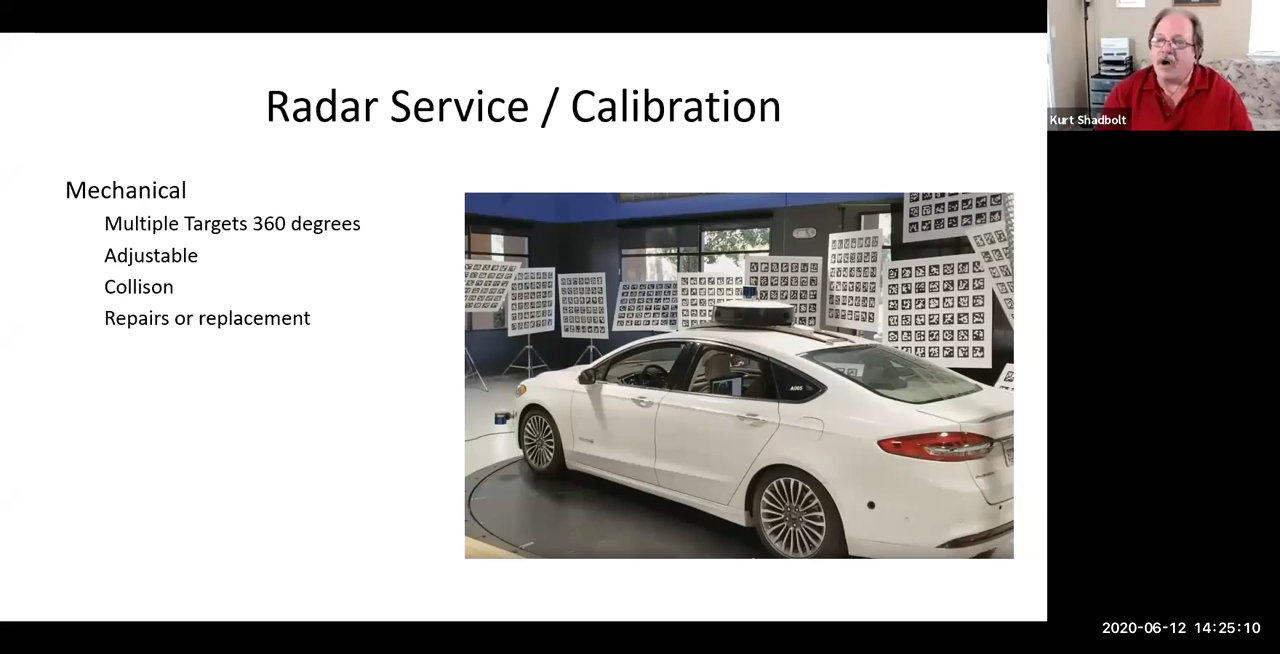 Radar Service / Calibration
Mechanical
Multiple Targets 360 degrees
Adjustable
Collison
Repairs or replacement
Kurt Shadbolt
2020-06-12 14:25:10